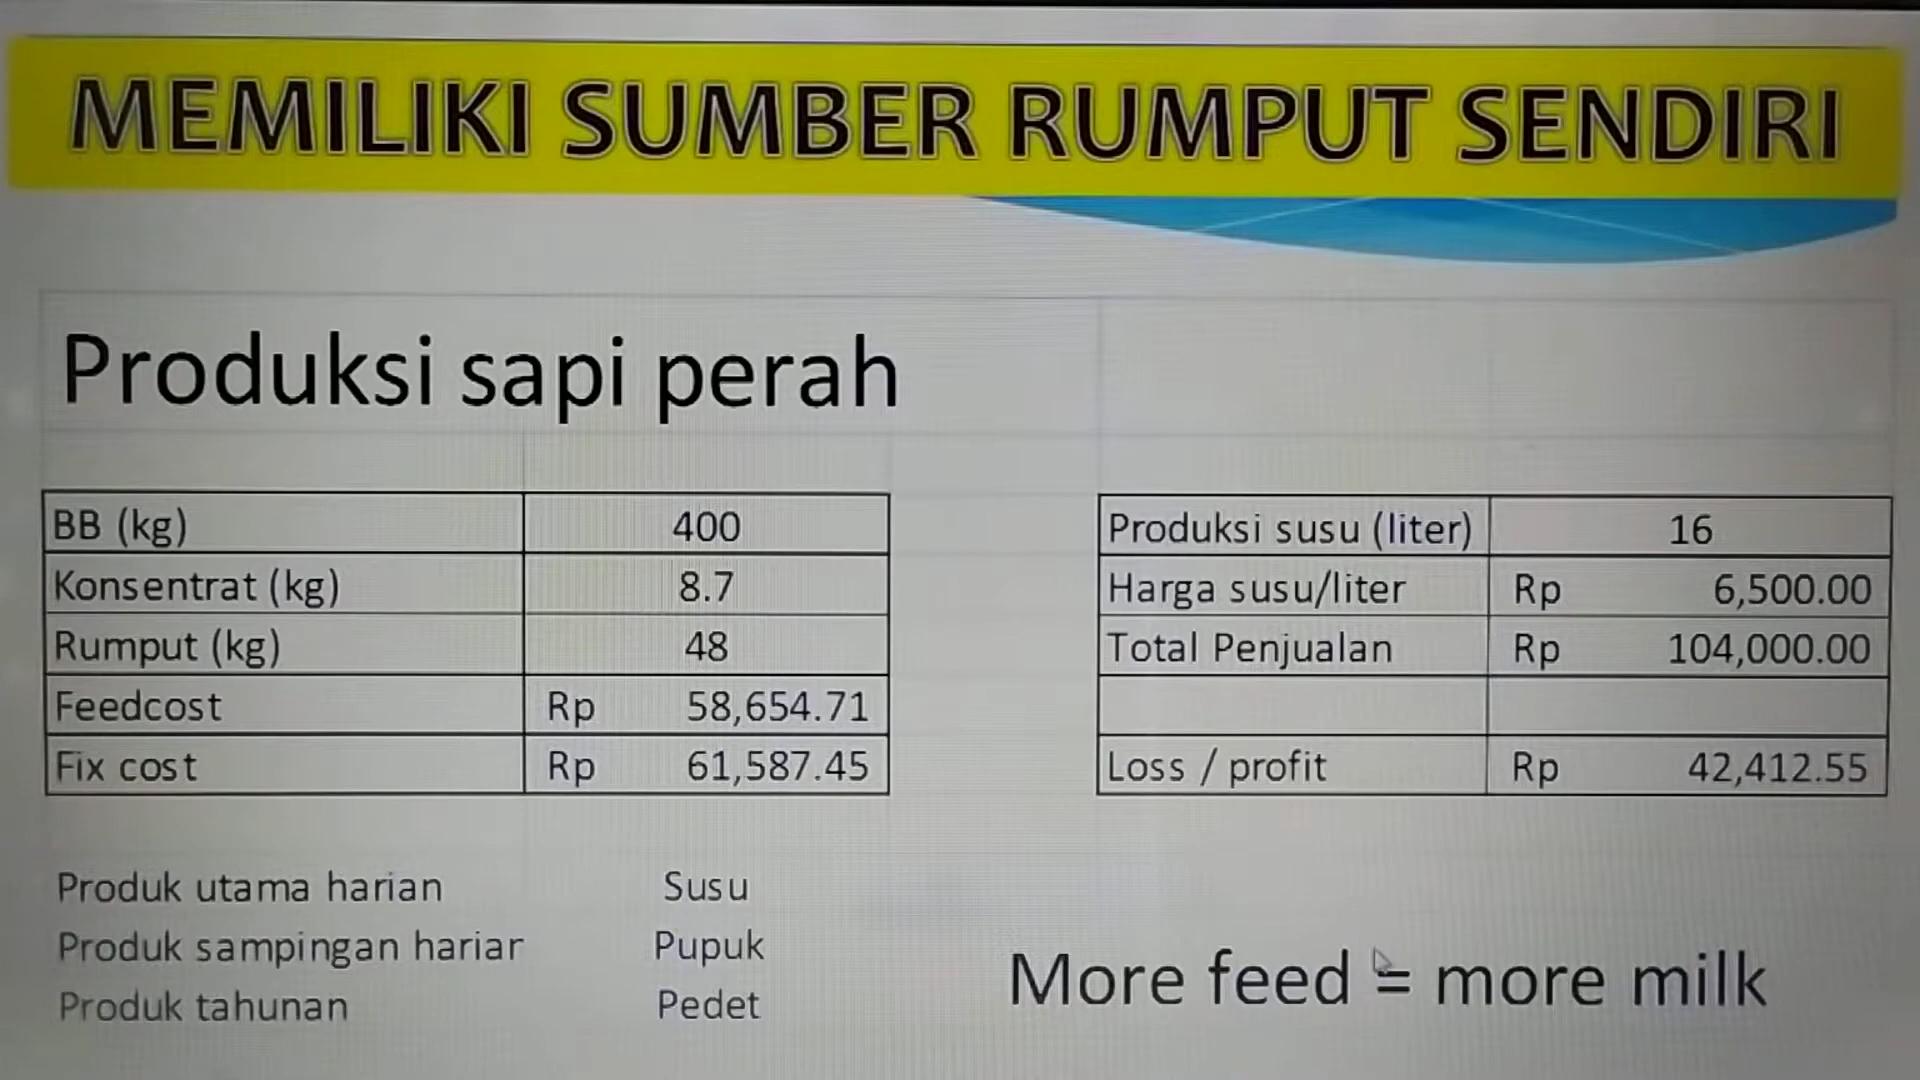 MEMILIKI SUMBER RUMPUT SENDIRI
Produksi sapi perah
BB (kg) 400
Konsentrat (kg) 8.7
Rumput (kg) 48
Feedcost Rp 58,654.71
Fix cost Rp 61,587.45
Produksi susu (liter) 16
Harga susu/liter Rp 6,500.00
Total Penjualan Rp 104,000.00
Loss / profit Rp 42,412.55
Produk utama harian Susu
Produk sampingan hariar Pupuk
Produk tahunan Pedet
More feed = more milk